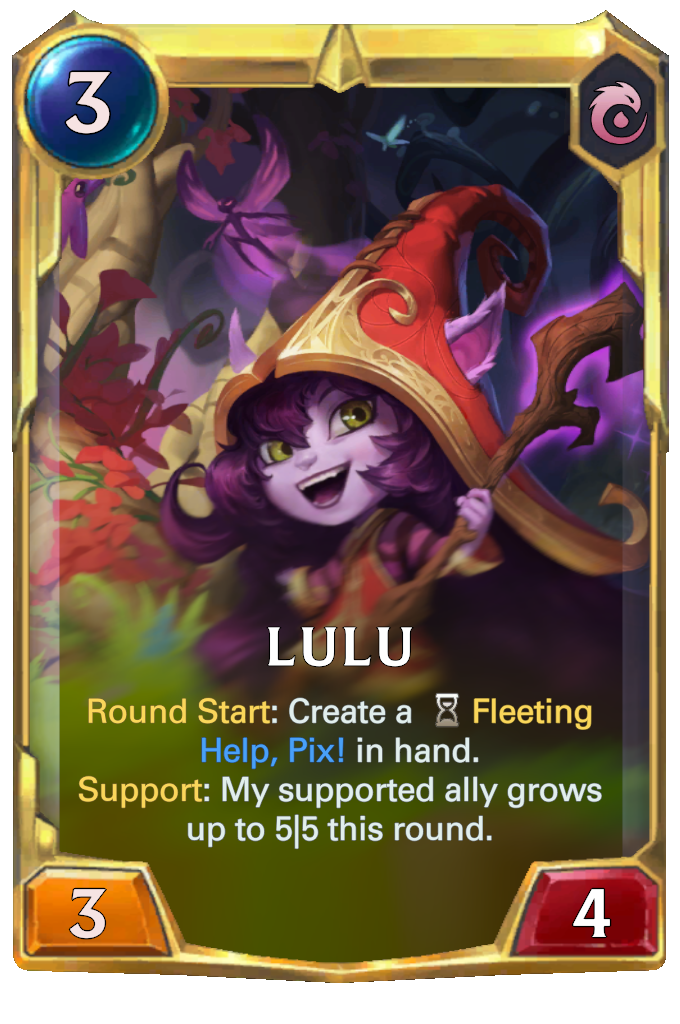 3
LULU
Round Start: Create a Fleeting
Help, Pix! in hand.
Support: My supported ally grows
up to 5|5 this round.
3
4